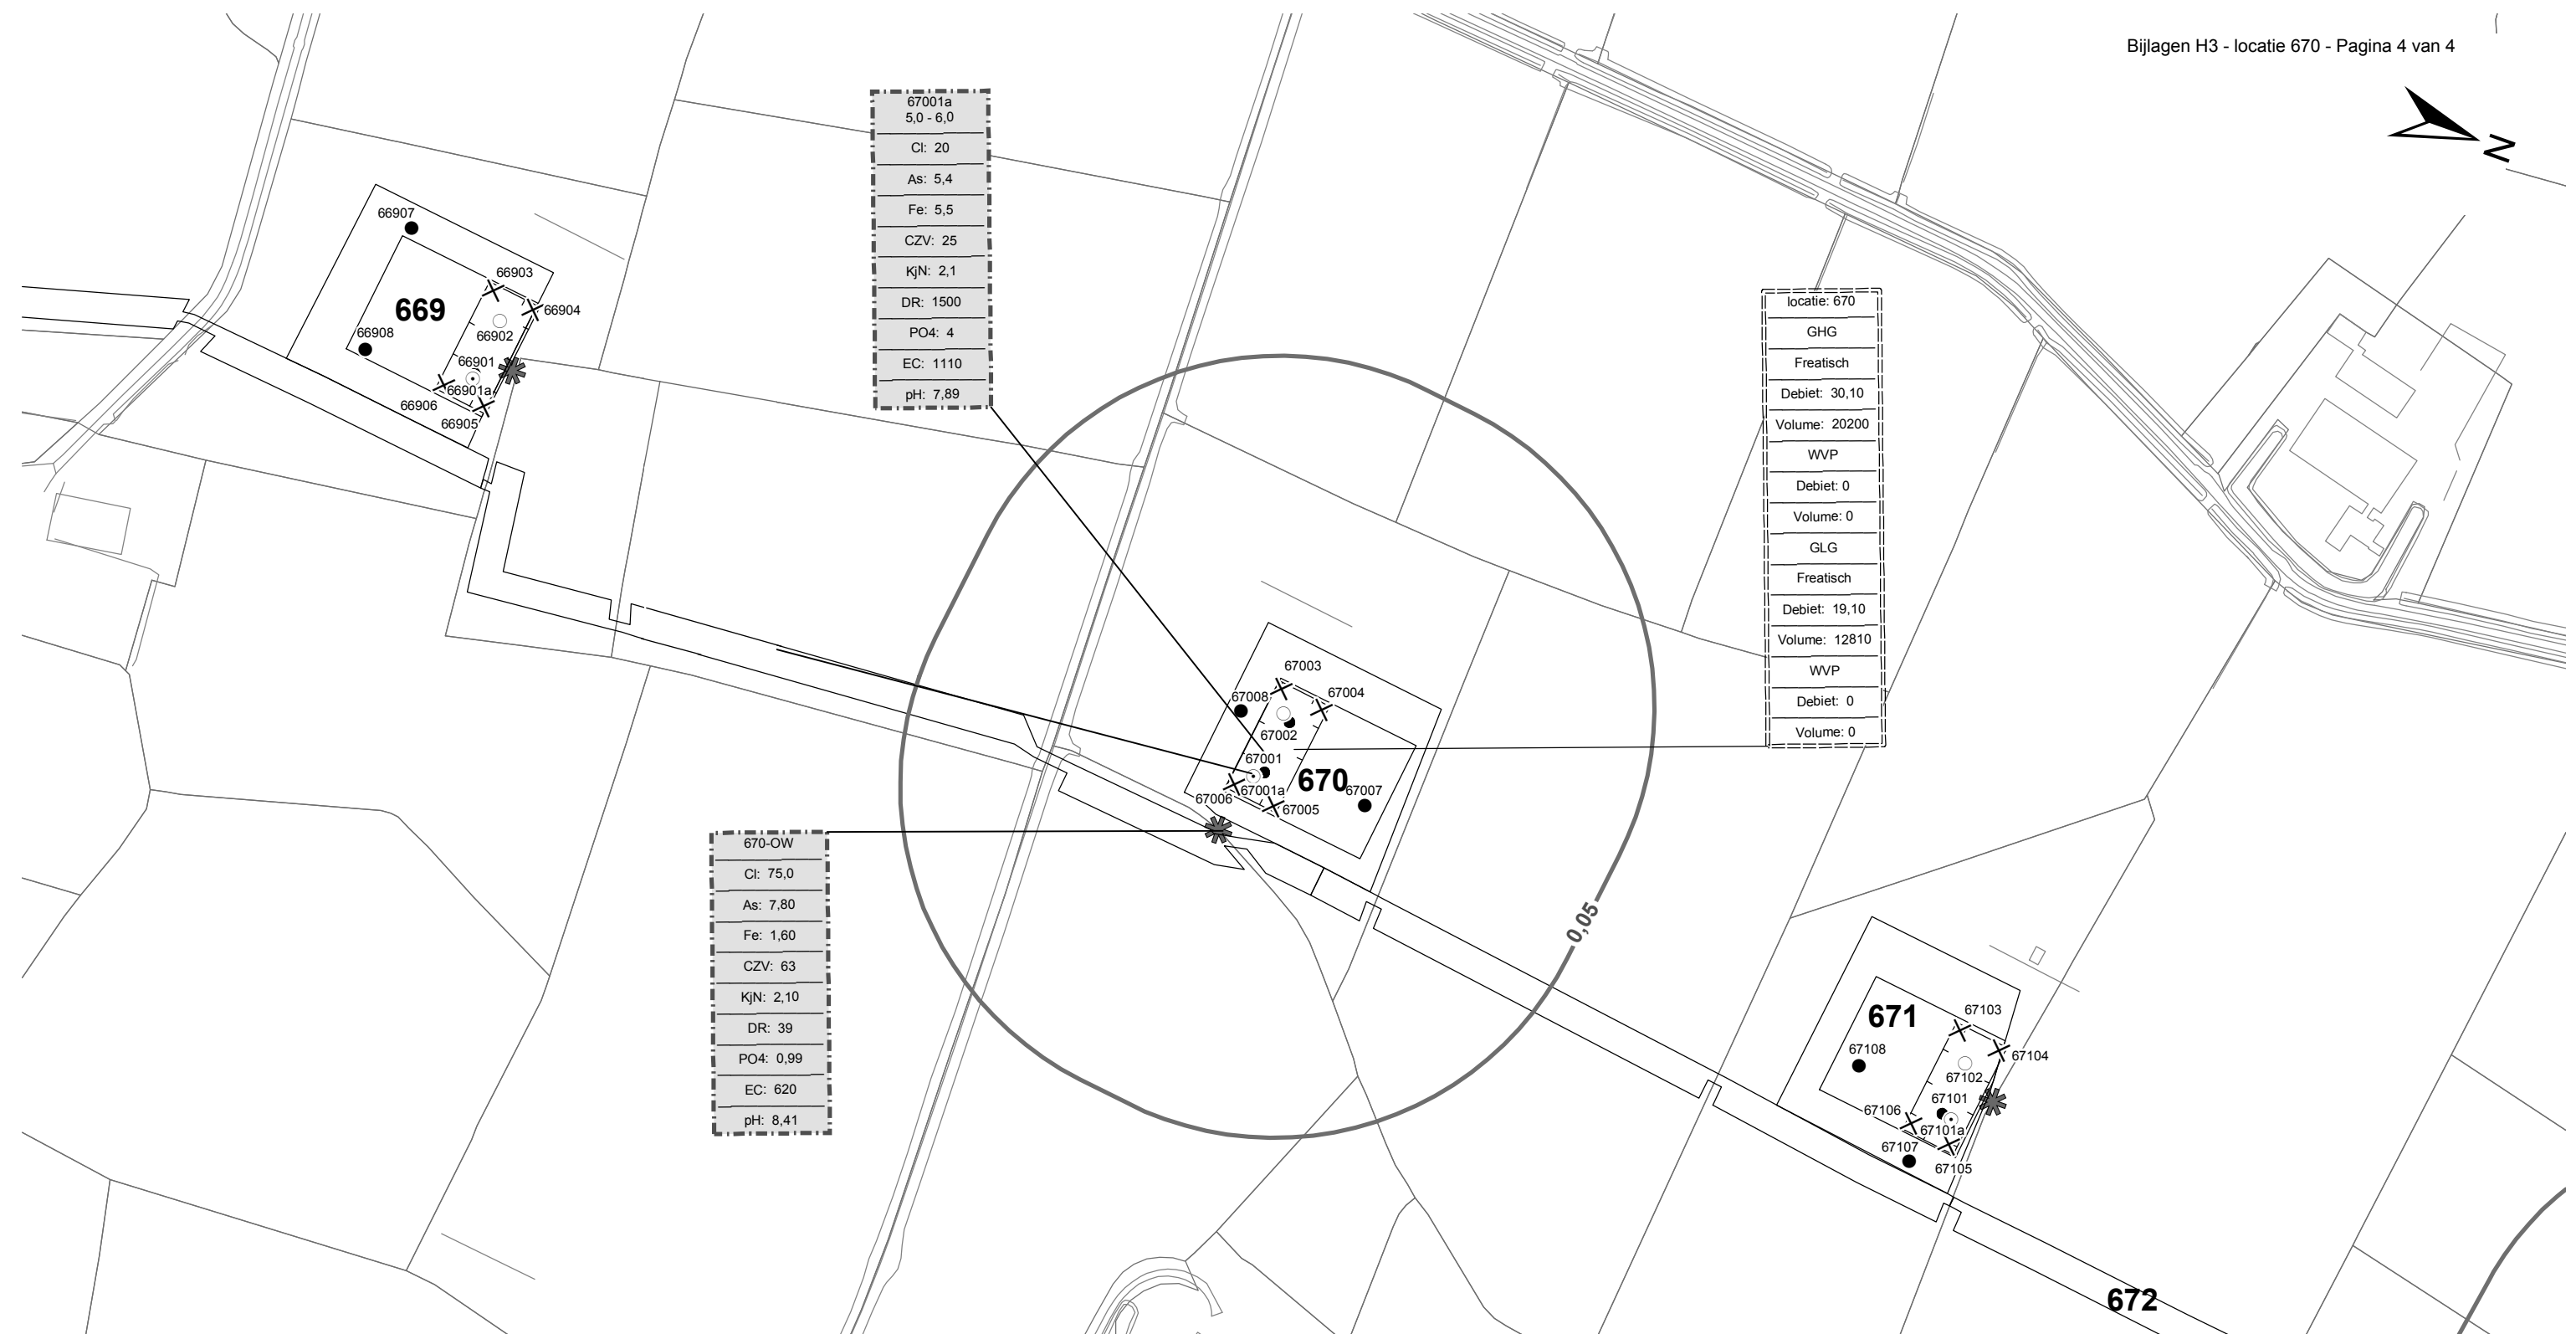 Bijlagen H3 - locatie 670 - Pagina 4 van 4
N
67001a
5,0 - 6,0
Cl: 20
As: 5,4
Fe: 5,5
CZV: 25
KjN: 2,1
DR: 1500
PO4: 4
EC: 1110
pH: 7,89
66907
66903
66904
669
66902
66908
66901
66901a
66906
66905
locatie: 670
GHG
Freatisch
Debiet: 30,10
Volume: 20200
WVP
Debiet: 0
Volume: 0
GLG
Freatisch
Debiet: 19,10
Volume: 12810
WVP
Debiet: 0
Volume: 0
67003
67008
67004
67002
67001
670
67007
67001a
67006
67005
670-OW
Cl: 75,0
As: 7,80
Fe: 1,60
CZV: 63
KjN: 2,10
DR: 39
PO4: 0,99
EC: 620
pH: 8,41
0,05
671
67103
67108
67104
67102
67101
67106
67101a
67107
67105
672